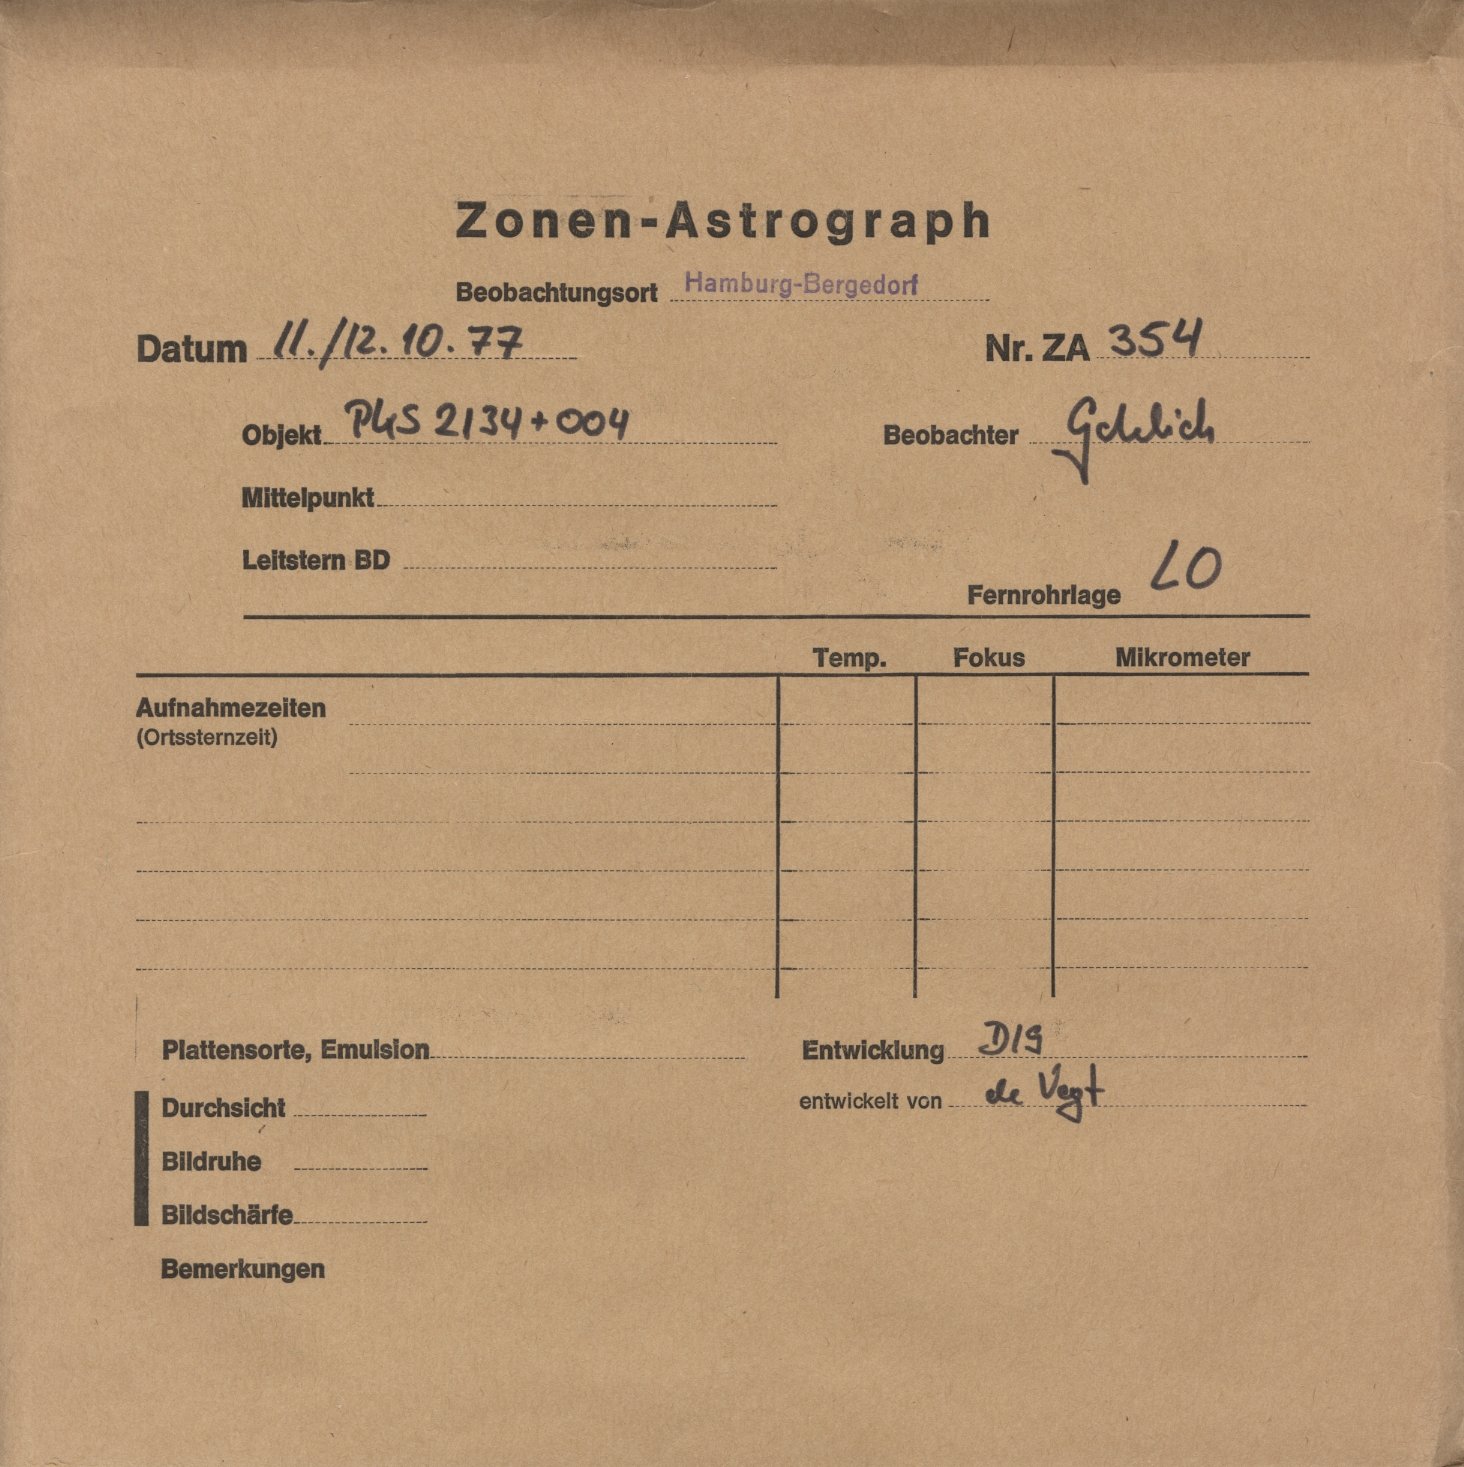 Zonen-Astrograph
Beobachtungsort Hamburg-Bergedorf
Datum 11./12. 10. 77 Nr. ZA 354
Objekt PKS 2134+004 Beobachter
Mittelpunkt
Leitstern BD
Fernrohrlage LO
Temp. Fokus Mikrometer
Aufnahmezeiten
(Ortssternzeit)
Plattensorte, Emulsion Entwicklung D19
Durchsicht entwickelt von de Vegt
Bildruhe
Bildschärfe
Bemerkungen